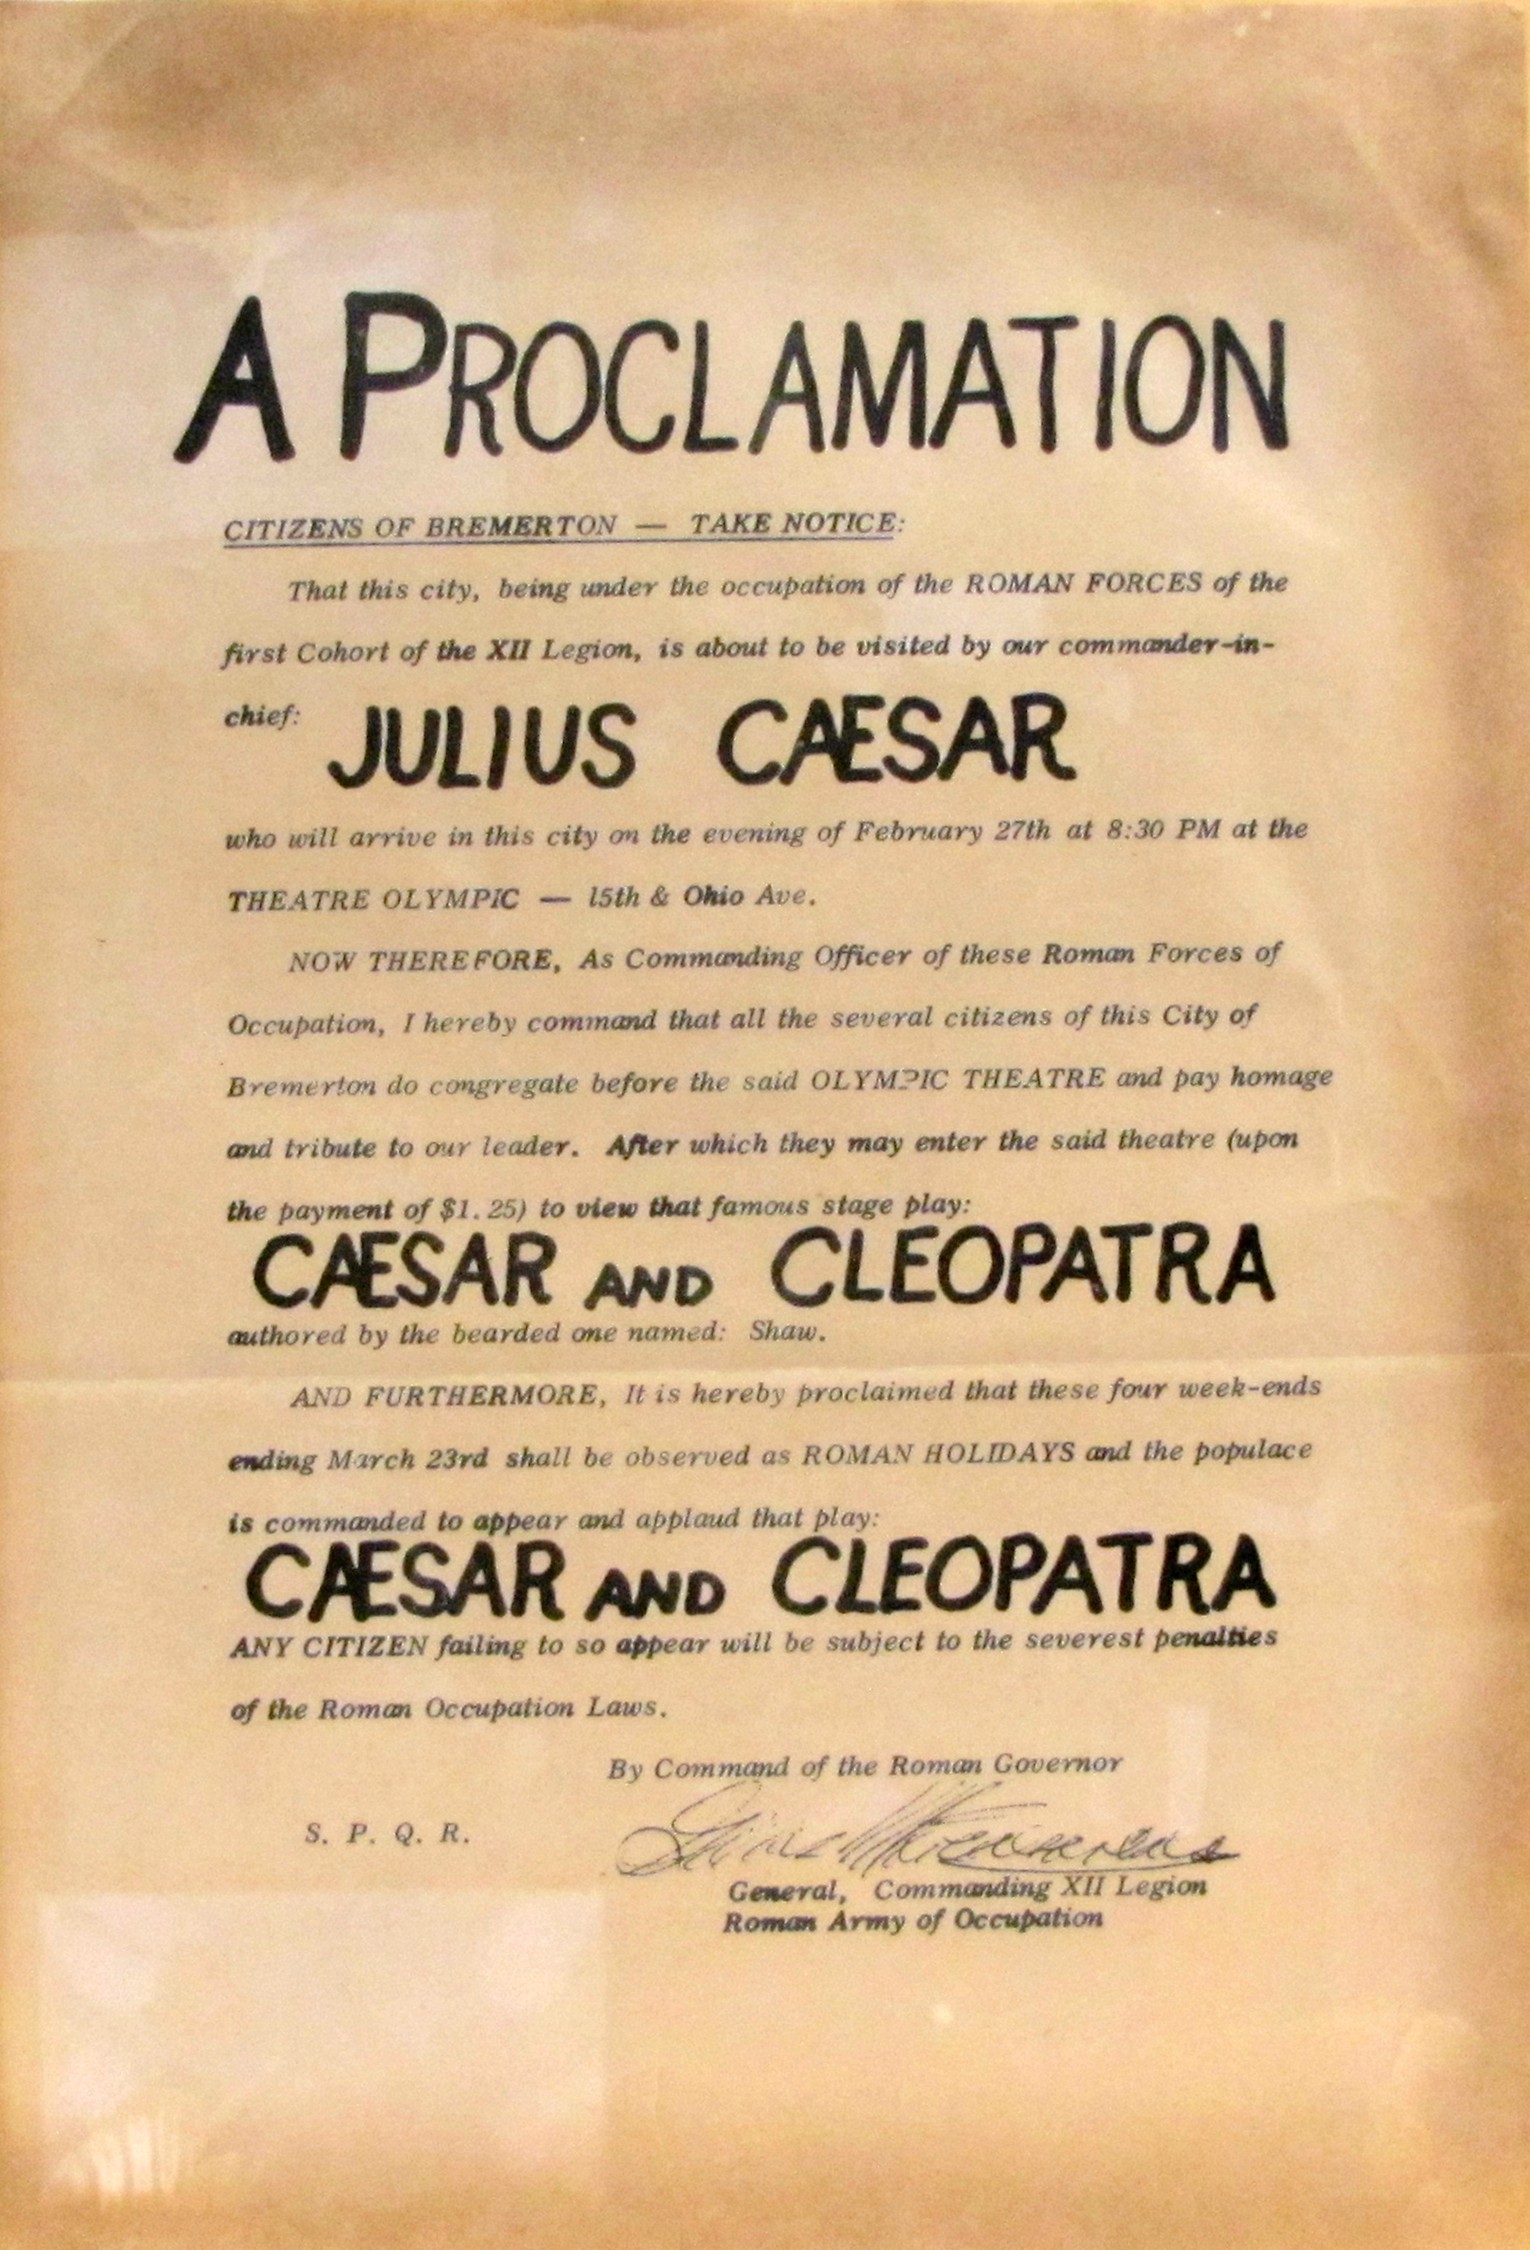 A PROCLAMATION
CITIZENS OF BREMERTON — TAKE NOTICE:
That this city, being under the occupation of the ROMAN FORCES of the
first Cohort of the XII Legion, is about to be visited by our commander-in-
chief: JULIUS CÆSAR
who will arrive in this city on the evening of February 27th at 8:30 PM at the
THEATRE OLYMPIC — 15th & Ohio Ave.
NOW THEREFORE, As Commanding Officer of these Roman Forces of
Occupation, I hereby command that all the several citizens of this City of
Bremerton do congregate before the said OLYMPIC THEATRE and pay homage
and tribute to our leader. After which they may enter the said theatre (upon
the payment of $1.25) to view that famous stage play:
CÆSAR AND CLEOPATRA
authored by the bearded one named: Shaw.
AND FURTHERMORE, It is hereby proclaimed that these four week-ends
ending March 23rd shall be observed as ROMAN HOLIDAYS and the populace
is commanded to appear and applaud that play:
CÆSAR AND CLEOPATRA
ANY CITIZEN failing to so appear will be subject to the severest penalties
of the Roman Occupation Laws.
By Command of the Roman Governor
S. P. Q. R.
General, Commanding XII Legion
Roman Army of Occupation